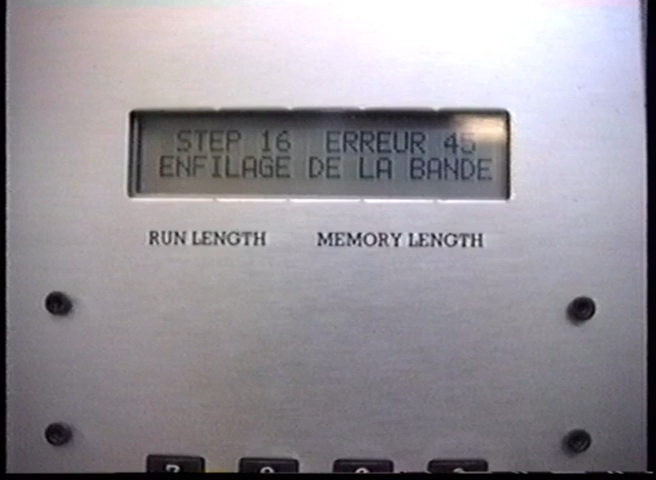 STEP 16 ERREUR 45
ENFILAGE DE LA BANDE
RUN LENGTH MEMORY LENGTH